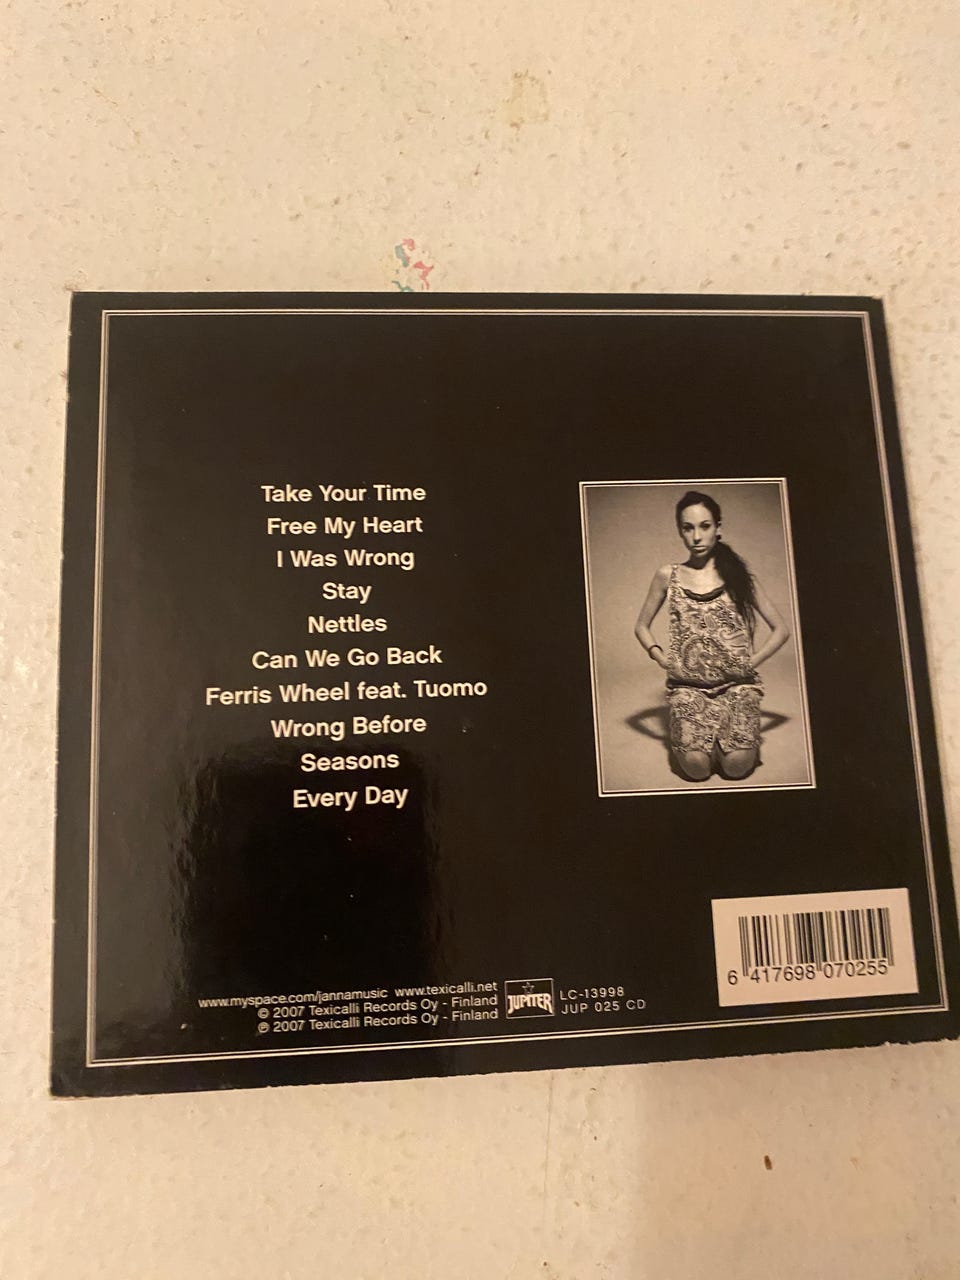 Take Your Time
Free My Heart
I Was Wrong
Stay
Nettles
Can We Go Back
Ferris Wheel feat. Tuomo
Wrong Before
Seasons
Every Day
www.myspace.com/jannamusic www.texicalli.net
© 2007 Texicalli Records Oy - Finland
℗ 2007 Texicalli Records Oy - Finland
JUPITER
LC-13998
JUP 025 CD
6 417698 070255